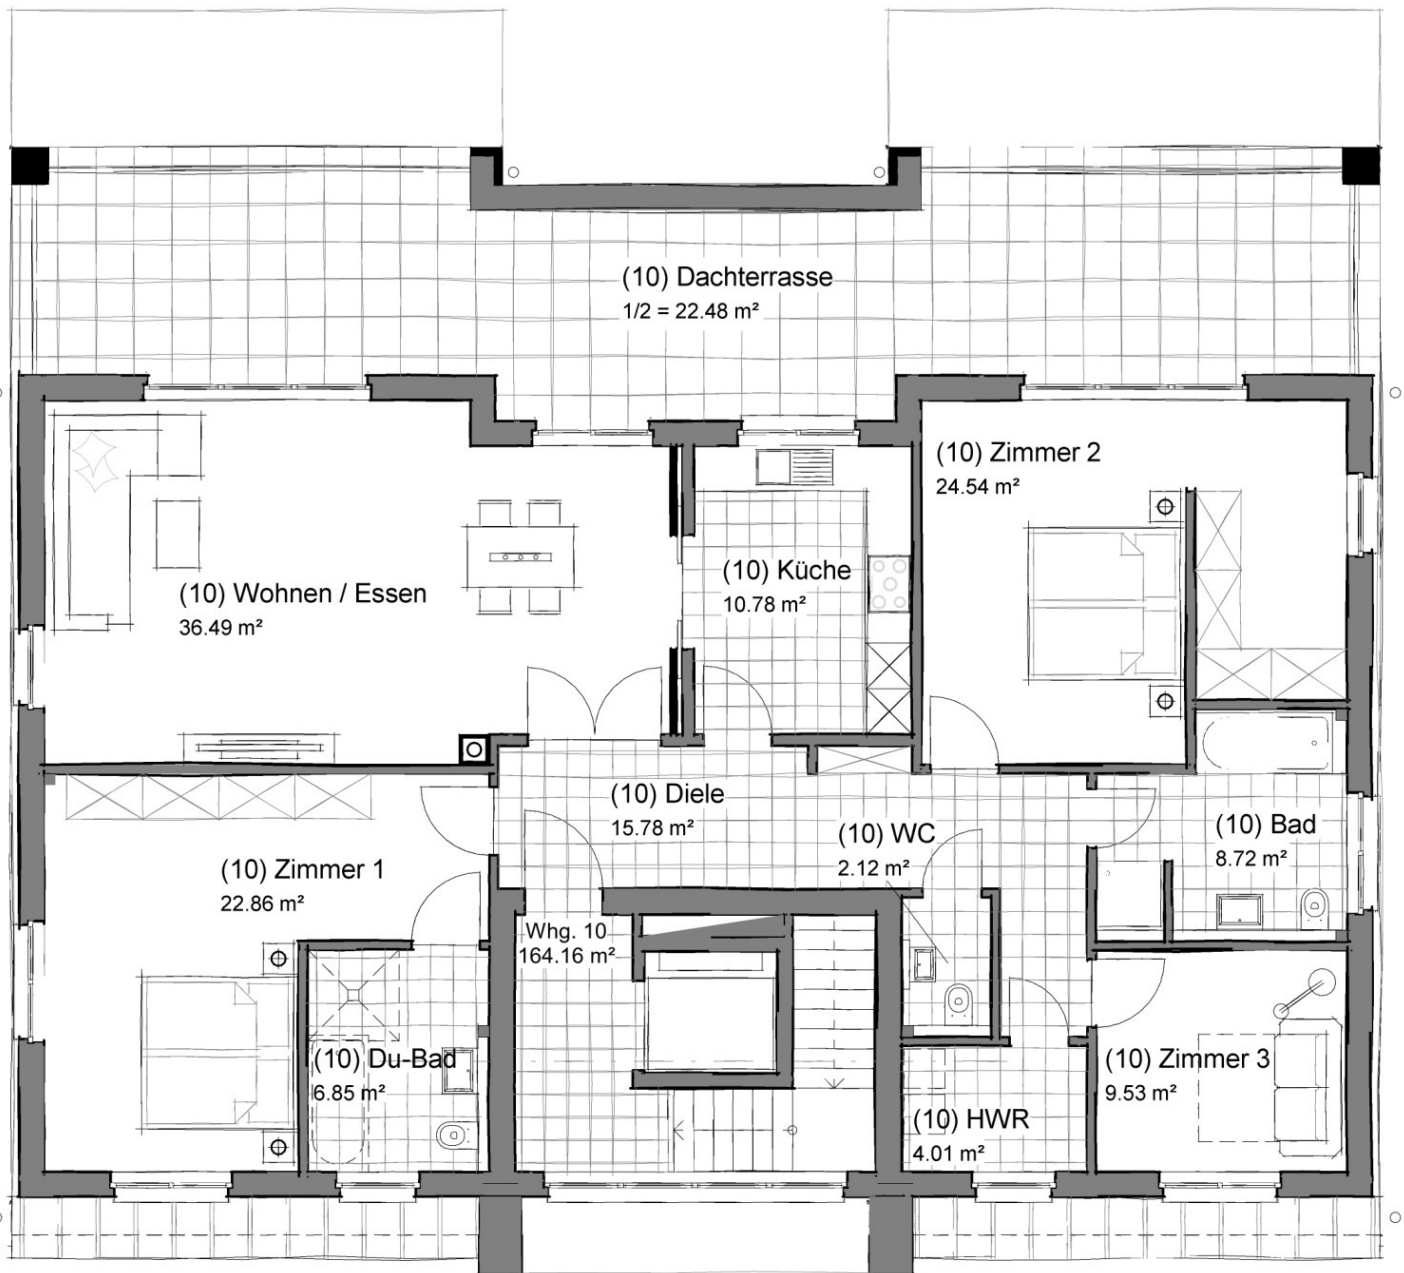 (10) Dachterrasse
1/2 = 22.48 m²
(10) Zimmer 2
24.54 m²
(10) Küche
10.78 m²
(10) Wohnen / Essen
36.49 m²
(10) Diele
15.78 m²
(10) WC
2.12 m²
(10) Bad
8.72 m²
(10) Zimmer 1
22.86 m²
Whg. 10
164.16 m²
(10) Du-Bad
6.85 m²
(10) Zimmer 3
9.53 m²
(10) HWR
4.01 m²